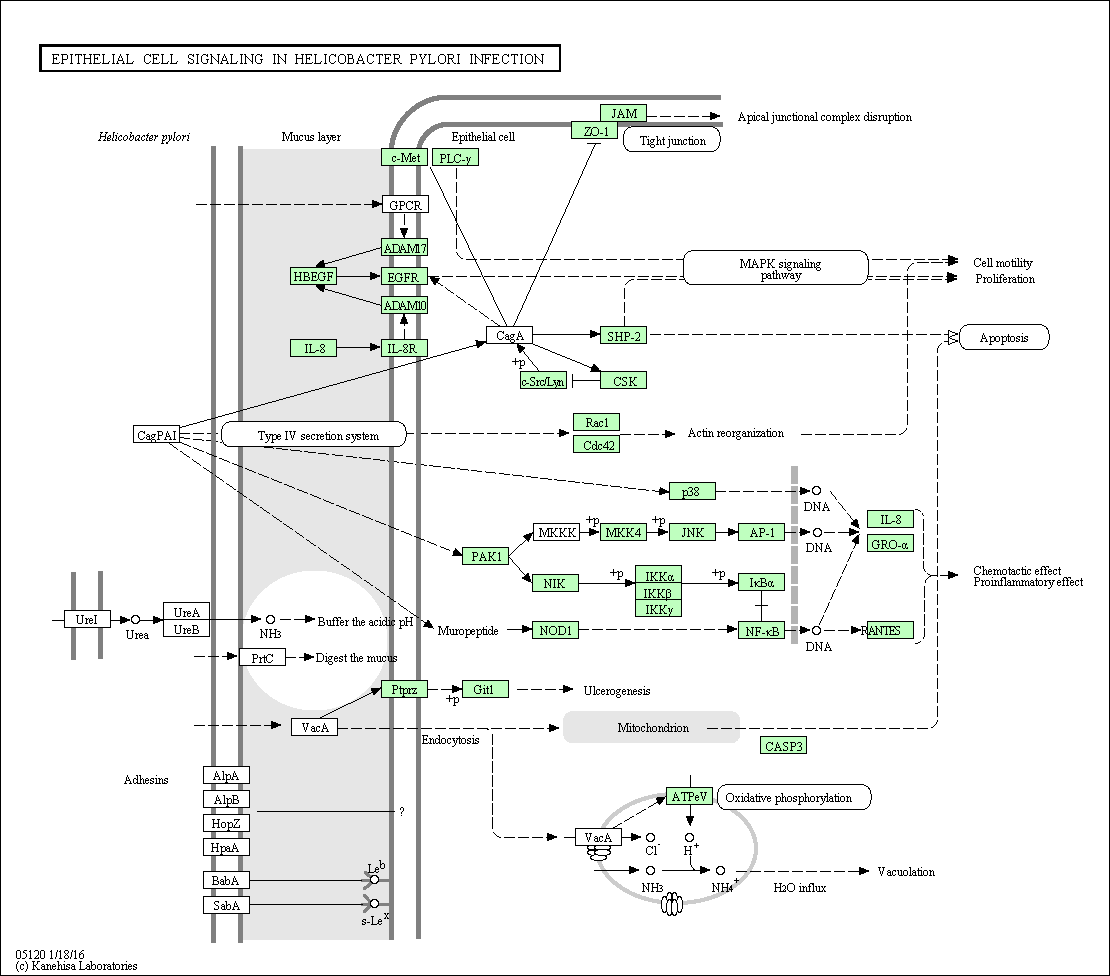 EPITHELIAL CELL SIGNALING IN HELICOBACTER PYLORI INFECTION
JAM
Apical junctional complex disruption
ZO-1
Tight junction
Helicobacter pylori
Mucus layer
Epithelial cell
c-Met
PLC-γ
GPCR
ADAM17
MAPK signaling
pathway
Cell motility
HBEGF
EGFR
Proliferation
ADAM10
CagA
SHP-2
Apoptosis
IL-8
IL-8R
+p
c-Src/Lyn
CSK
Rac1
CagPAI
Type IV secretion system
Actin reorganization
Cdc42
p38
DNA
+p
+p
IL-8
MKKK
MKK4
JNK
AP-1
GRO-α
DNA
PAK1
+p
+p
IKKα
Chemotactic effect
Proinflammatory effect
NIK
IκBα
IKKβ
IKKγ
UreI
UreA
Urea
UreB
NH3
Buffer the acidic pH
Muropeptide
NOD1
NF-κB
RANTES
DNA
PrtC
Digest the mucus
Ptprz
+p
Git1
Ulcerogenesis
VacA
Endocytosis
Mitochondrion
CASP3
Adhesins
AlpA
AlpB
ATPeV
Oxidative phosphorylation
?
HopZ
VacA
Cl-
H+
HpaA
Leb
BabA
NH3
NH4+
H2O influx
Vacuolation
SabA
s-Lex
05120 1/18/16
(c) Kanehisa Laboratories